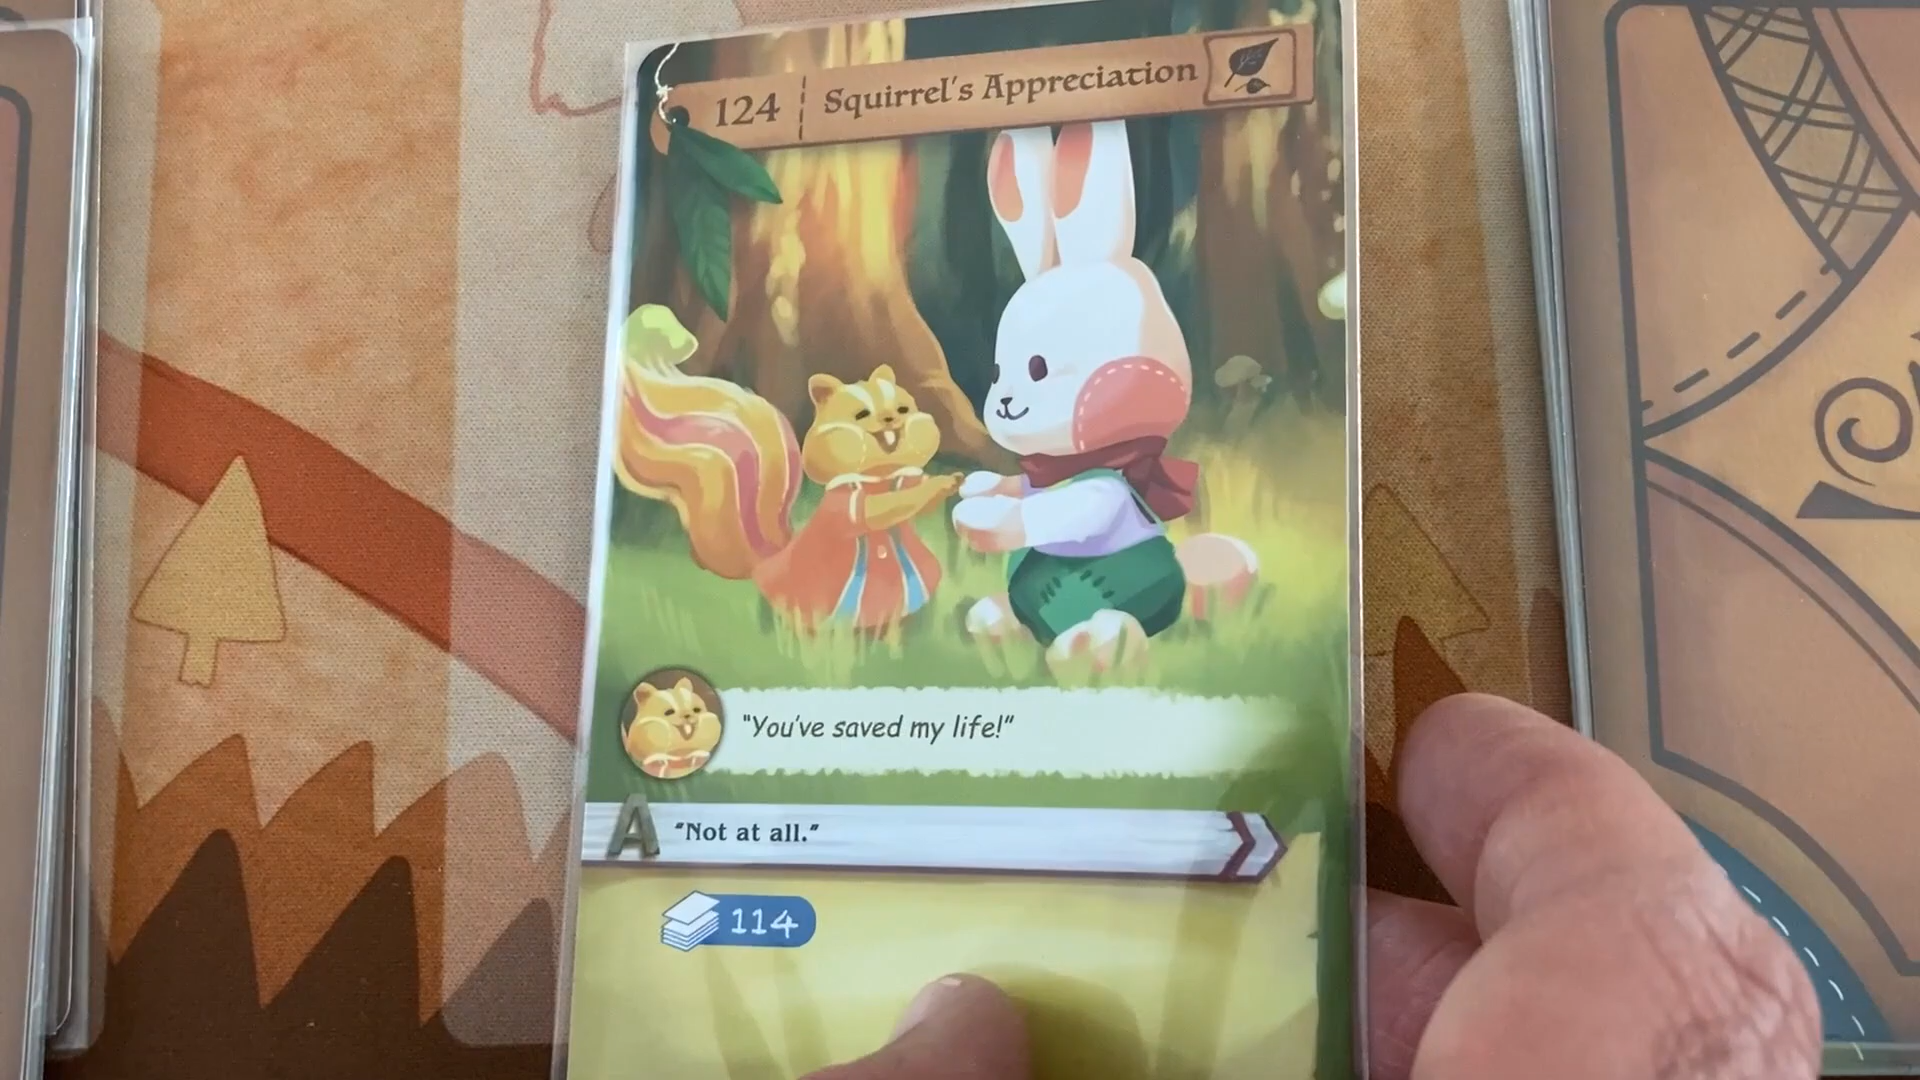 124 Squirrel's Appreciation
"You've saved my life!"
A "Not at all."
114